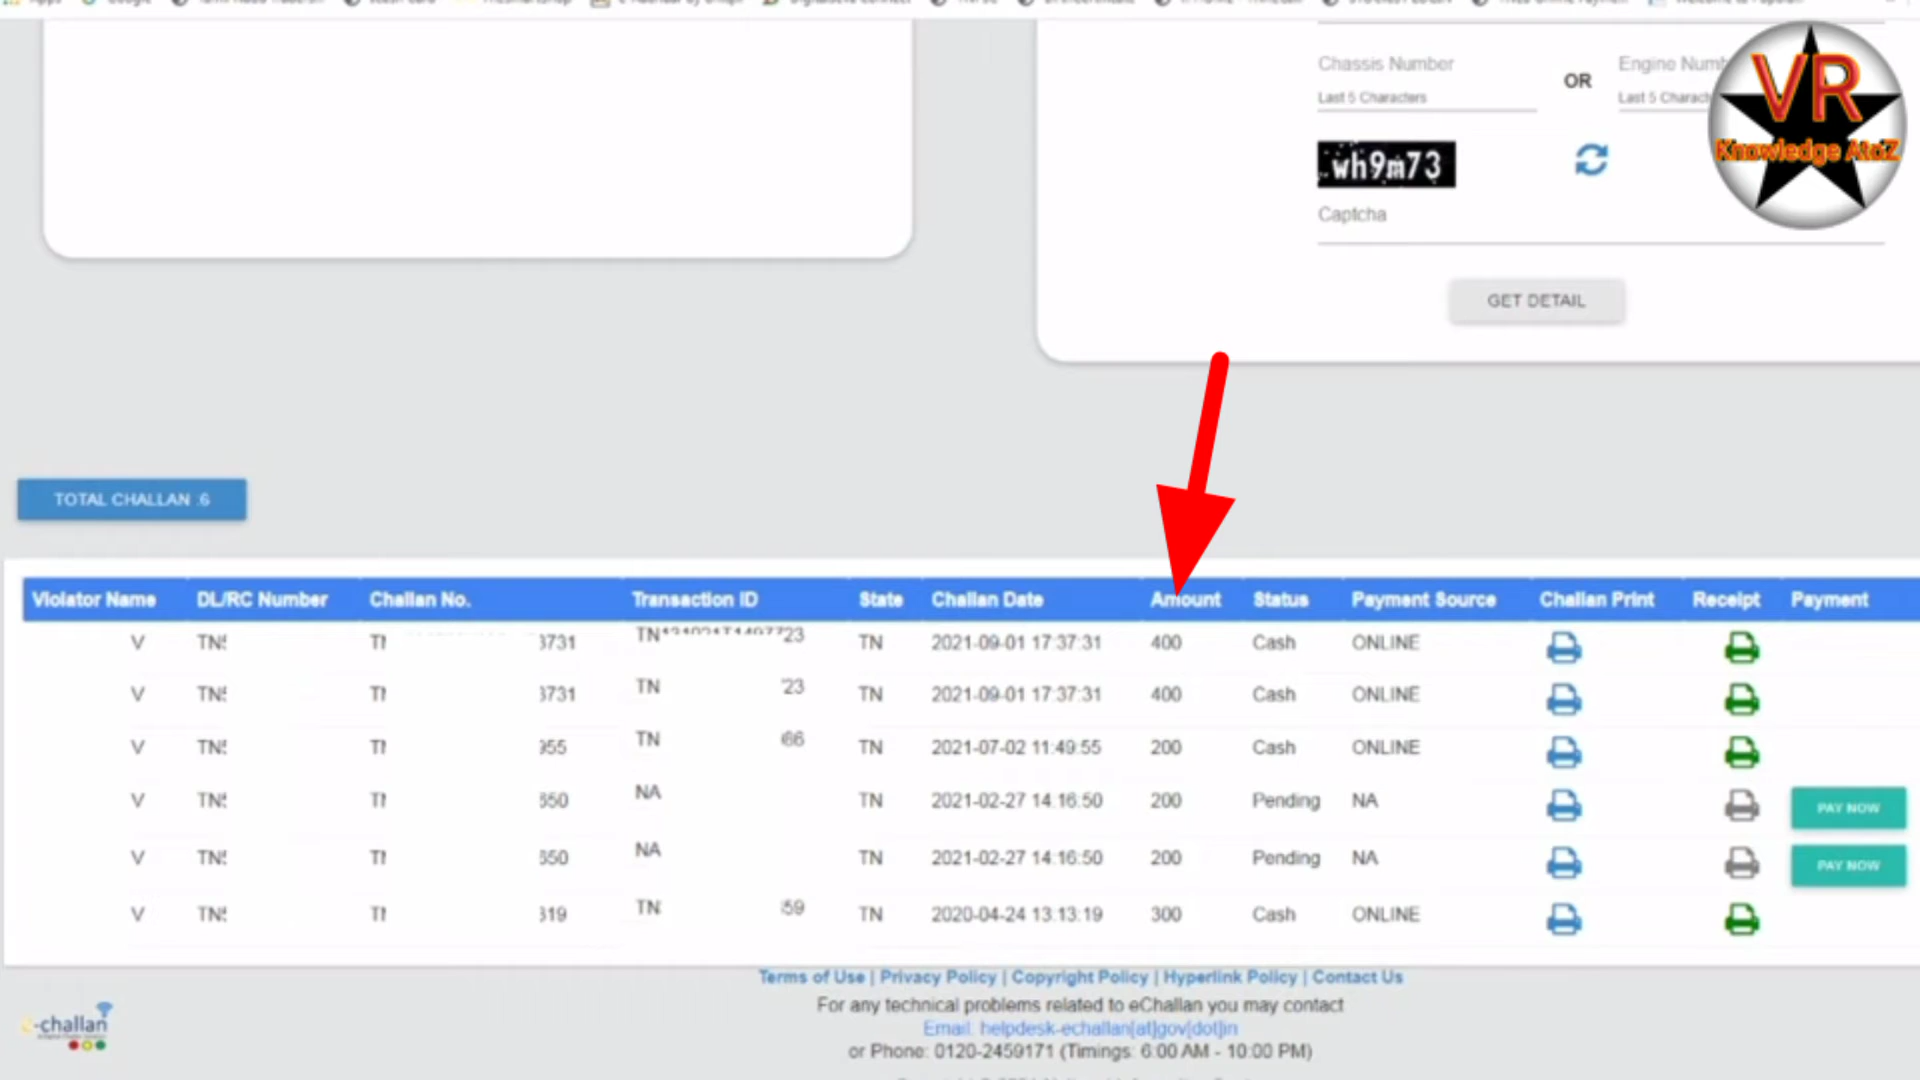 Apps
Google
Chassis Number
Last 5 Characters
OR
Engine Numb
Last 5 Charact
VR
Knowledge AtoZ
wh9m73
Captcha
GET DETAIL
TOTAL CHALLAN :6
Violator Name DL/RC Number Challan No. Transaction ID State Challan Date Amount Status Payment Source Challan Print Receipt Payment
V TN 3731 23 TN 2021-09-01 17:37:31 400 Cash ONLINE
V TN 3731 TN 23 TN 2021-09-01 17:37:31 400 Cash ONLINE
V TN 955 TN 66 TN 2021-07-02 11:49:55 200 Cash ONLINE
V TN 650 NA TN 2021-02-27 14:16:50 200 Pending NA PAY NOW
V TN 650 NA TN 2021-02-27 14:16:50 200 Pending NA PAY NOW
V TN 319 TN 59 TN 2020-04-24 13:13:19 300 Cash ONLINE
Terms of Use | Privacy Policy | Copyright Policy | Hyperlink Policy | Contact Us
For any technical problems related to eChallan you may contact
Email: helpdesk-echallan[at]gov[dot]in
or Phone: 0120-2459171 (Timings: 6:00 AM - 10:00 PM)
e-challan